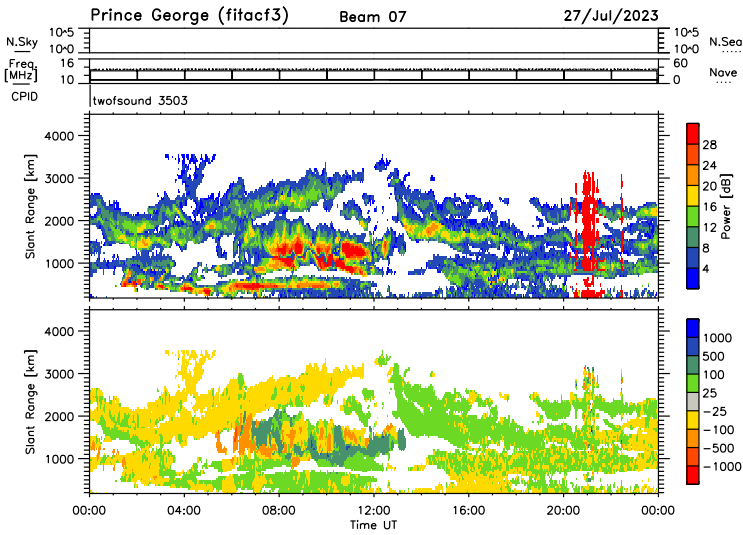 Prince George (fitacf3) Beam 07 27/Jul/2023
10^5 10^5
N.Sky N.Sea
10^0 10^0
Freq. 16 60
[MHz] Nave
10 0
CPID twofsound 3503
4000
3000
2000
1000
Slant Range [km]
28
24
20
16
12
8
4
Power [dB]
4000
3000
2000
1000
Slant Range [km]
1000
500
100
25
-25
-100
-500
-1000
00:00 04:00 08:00 12:00 16:00 20:00 00:00
Time UT